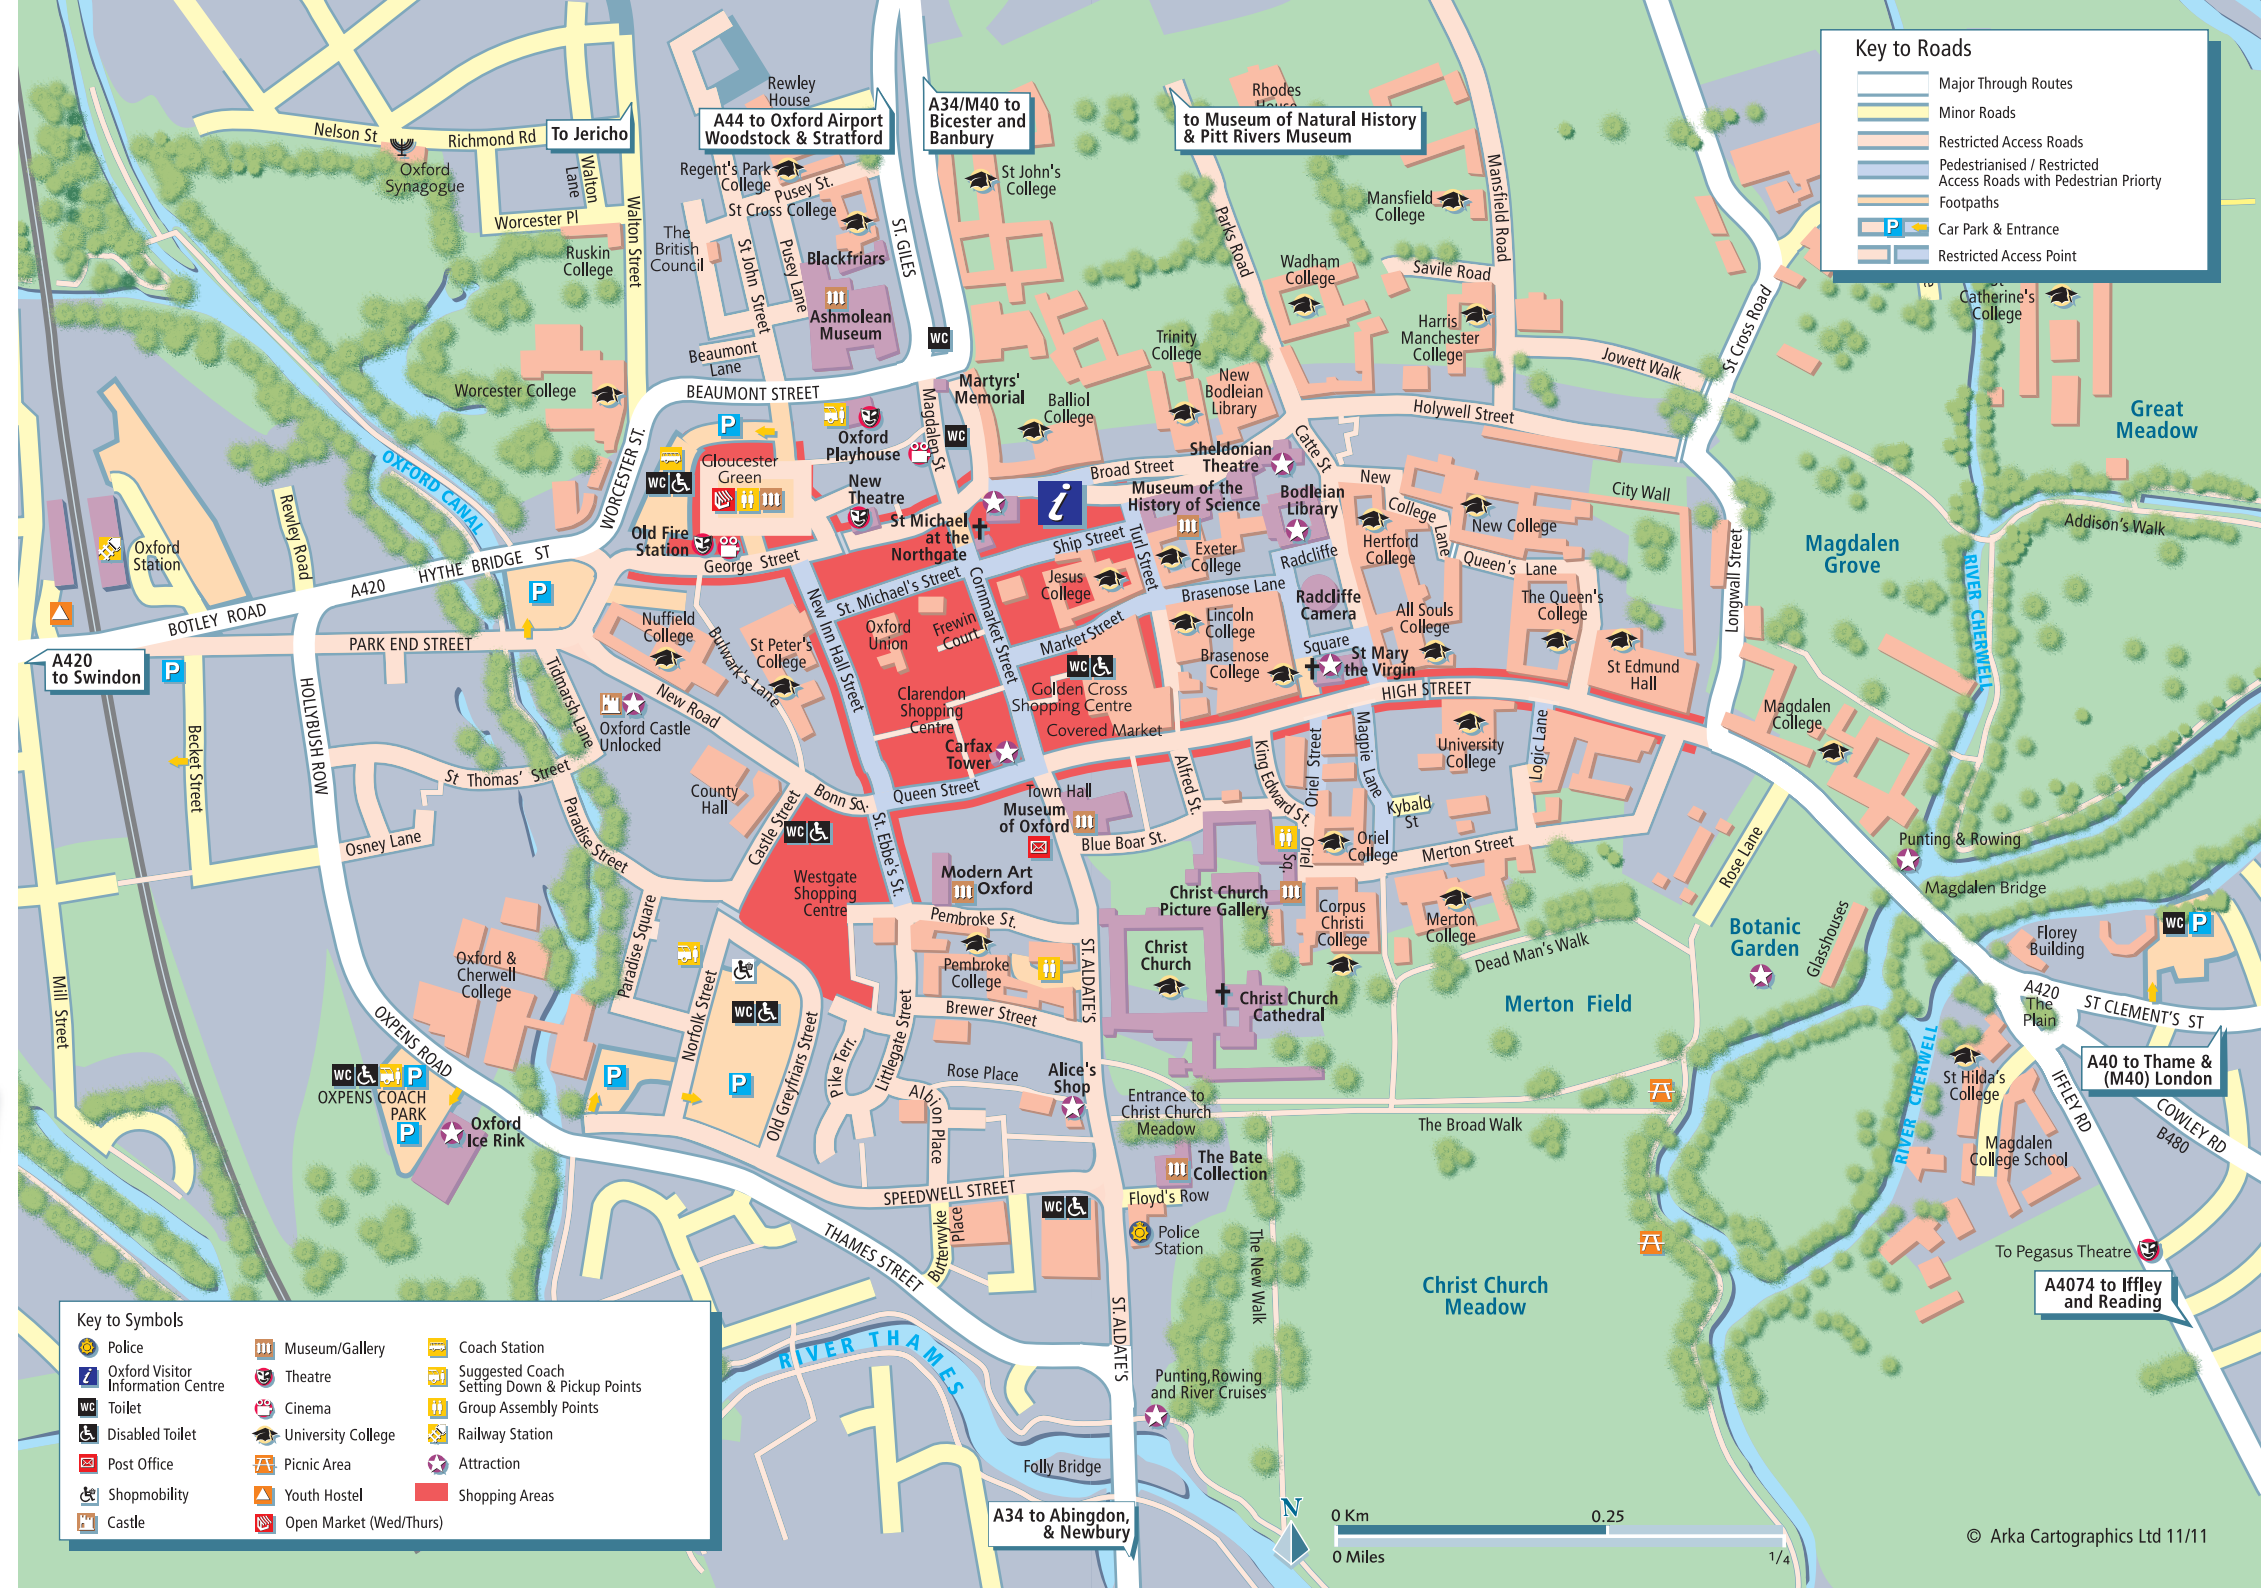 Key to Roads
Major Through Routes
Minor Roads
Restricted Access Roads
Pedestrianised / Restricted
Access Roads with Pedestrian Priorty
Footpaths
P
Car Park & Entrance
Restricted Access Point
Rewley
House
A44 to Oxford Airport
Woodstock & Stratford
A34/M40 to
Bicester and
Banbury
Rhodes
House
to Museum of Natural History
& Pitt Rivers Museum
To Jericho
Nelson St
Richmond Rd
Oxford
Synagogue
Walton
Lane
Worcester Pl
Walton Street
Ruskin
College
The
British
Council
Regent's Park
College
Pusey St.
St Cross College
St John Street
Pusey Lane
Blackfriars
Ashmolean
Museum
ST. GILES
St John's
College
WC
Parks Road
Mansfield
College
Mansfield Road
Savile Road
Wadham
College
Harris
Manchester
College
Trinity
College
Jowett Walk
St Cross Road
Catherine's
College
Great
Meadow
Worcester College
Beaumont
Lane
BEAUMONT STREET
WORCESTER ST.
Martyrs'
Memorial
Magdalen St
WC
Balliol
College
New
Bodleian
Library
Holywell Street
P
Oxford
Playhouse
Gloucester
Green
WC
New
Theatre
Old Fire
Station
George Street
St Michael
at the
Northgate
i
Broad Street
Sheldonian
Theatre
Catte St
Museum of the
History of Science
Bodleian
Library
New
College Lane
New College
City Wall
Hertford
College
Queen's Lane
Radcliffe
Square
Radcliffe
Camera
Exeter
College
Turl Street
Ship Street
Jesus
College
Brasenose Lane
Lincoln
College
Brasenose
College
All Souls
College
The Queen's
College
St Edmund
Hall
St Mary
the Virgin
HIGH STREET
Longwall Street
Magdalen
Grove
Addison's Walk
RIVER CHERWELL
Magdalen
College
OXFORD CANAL
Rewley Road
Oxford
Station
HYTHE BRIDGE ST
A420
BOTLEY ROAD
PARK END STREET
A420
to Swindon
P
P
Becket Street
HOLLYBUSH ROW
Tidmarsh Lane
Nuffield
College
Bulwark's Lane
St Peter's
College
New Road
Oxford Castle
Unlocked
New Inn Hall Street
St. Michael's Street
Oxford
Union
Frewin
Court
Cornmarket Street
Market Street
WC
Golden Cross
Shopping Centre
Covered Market
Clarendon
Shopping
Centre
Carfax
Tower
Queen Street
Bonn Sq.
Castle Street
County
Hall
St Thomas' Street
Osney Lane
Paradise Street
Paradise Square
WC
Westgate
Shopping
Centre
St. Ebbe's St.
Town Hall
Museum
of Oxford
Blue Boar St.
Alfred St.
King Edward St.
Oriel Street
Magpie Lane
University
College
Logic Lane
Kybald
St
Oriel
Sq.
Oriel
College
Merton Street
Rose Lane
Punting & Rowing
Magdalen Bridge
Modern Art
Oxford
Pembroke St.
Pembroke
College
Christ Church
Picture Gallery
Corpus
Christi
College
Merton
College
Dead Man's Walk
Botanic
Garden
Glasshouses
Florey
Building
WC P
Christ
Church
Christ Church
Cathedral
Merton Field
A420
The
Plain
ST CLEMENT'S ST
A40 to Thame &
(M40) London
Oxford &
Cherwell
College
Mill Street
OXPENS ROAD
Norfolk Street
WC
P
P
Old Greyfriars Street
Pike Terr.
Littlegate Street
Brewer Street
Rose Place
Albion Place
Alice's
Shop
ST. ALDATE'S
WC P
OXPENS COACH
PARK
P
Oxford
Ice Rink
Entrance to
Christ Church
Meadow
The Broad Walk
The Bate
Collection
Floyd's Row
Police
Station
The New Walk
RIVER CHERWELL
St Hilda's
College
Magdalen
College School
IFFLEY RD
COWLEY RD
B480
To Pegasus Theatre
A4074 to Iffley
and Reading
SPEEDWELL STREET
Butterwyke
Place
WC
THAMES STREET
Christ Church
Meadow
ST. ALDATE'S
RIVER THAMES
Punting,Rowing
and River Cruises
Folly Bridge
A34 to Abingdon,
& Newbury
Key to Symbols
Police
i
Oxford Visitor
Information Centre
WC
Toilet
Disabled Toilet
Post Office
Shopmobility
Castle
Museum/Gallery
Theatre
Cinema
University College
Picnic Area
Youth Hostel
Open Market (Wed/Thurs)
Coach Station
Suggested Coach
Setting Down & Pickup Points
Group Assembly Points
Railway Station
Attraction
Shopping Areas
N
0 Km
0.25
0 Miles
1/4
© Arka Cartographics Ltd 11/11